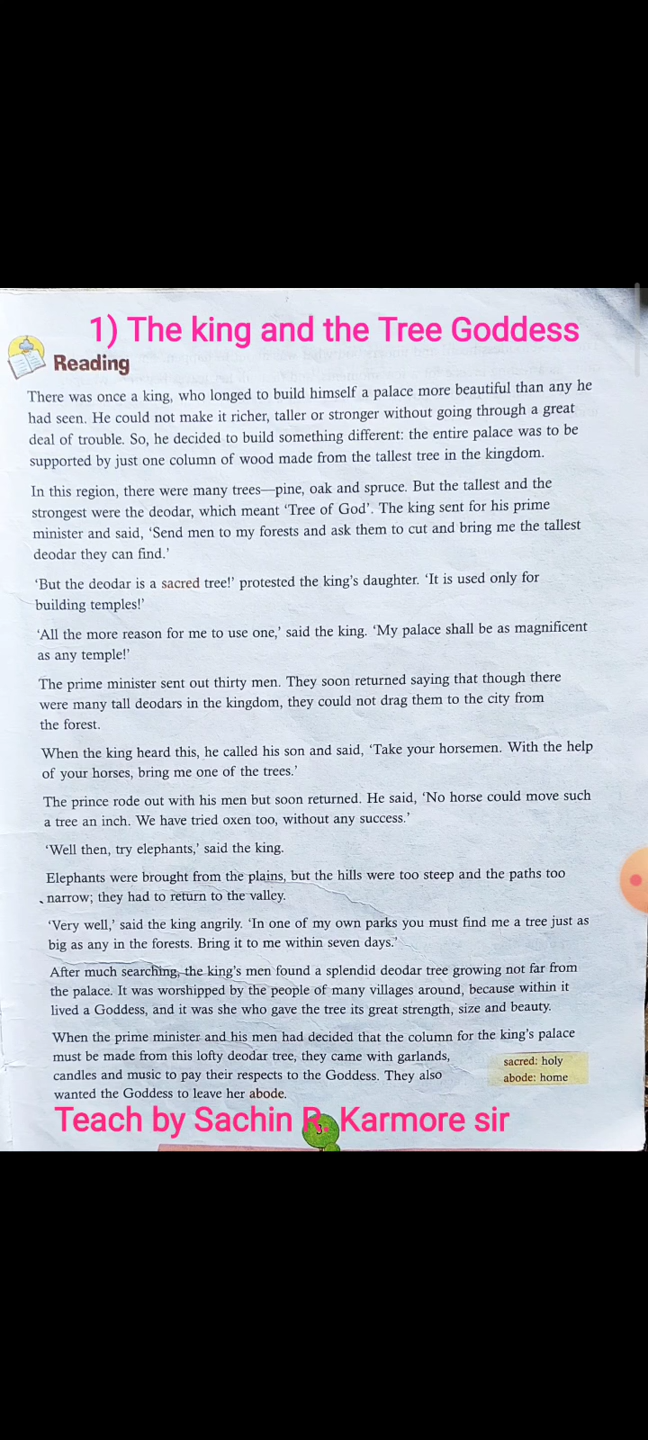 1) The king and the Tree Goddess
Reading
There was once a king, who longed to build himself a palace more beautiful than any he
had seen. He could not make it richer, taller or stronger without going through a great
deal of trouble. So, he decided to build something different: the entire palace was to be
supported by just one column of wood made from the tallest tree in the kingdom.
In this region, there were many trees—pine, oak and spruce. But the tallest and the
strongest were the deodar, which meant ‘Tree of God’. The king sent for his prime
minister and said, ‘Send men to my forests and ask them to cut and bring me the tallest
deodar they can find.’
‘But the deodar is a sacred tree!’ protested the king’s daughter. ‘It is used only for
building temples!’
‘All the more reason for me to use one,’ said the king. ‘My palace shall be as magnificent
as any temple!’
The prime minister sent out thirty men. They soon returned saying that though there
were many tall deodars in the kingdom, they could not drag them to the city from
the forest.
When the king heard this, he called his son and said, ‘Take your horsemen. With the help
of your horses, bring me one of the trees.’
The prince rode out with his men but soon returned. He said, ‘No horse could move such
a tree an inch. We have tried oxen too, without any success.’
‘Well then, try elephants,’ said the king.
Elephants were brought from the plains, but the hills were too steep and the paths too
narrow; they had to return to the valley.
‘Very well,’ said the king angrily. ‘In one of my own parks you must find me a tree just as
big as any in the forests. Bring it to me within seven days.’
After much searching, the king’s men found a splendid deodar tree growing not far from
the palace. It was worshipped by the people of many villages around, because within it
lived a Goddess, and it was she who gave the tree its great strength, size and beauty.
When the prime minister and his men had decided that the column for the king’s palace
must be made from this lofty deodar tree, they came with garlands,
candles and music to pay their respects to the Goddess. They also
wanted the Goddess to leave her abode.
sacred: holy
abode: home
Teach by Sachin R. Karmore sir